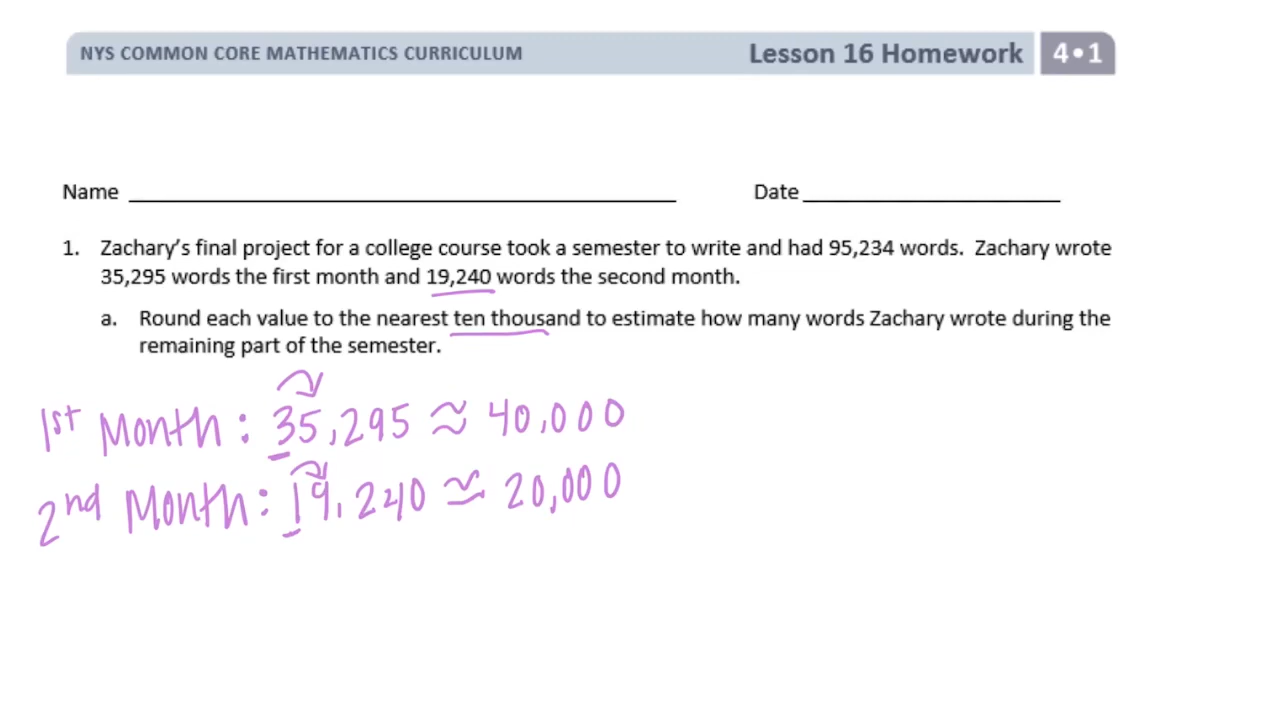 NYS COMMON CORE MATHEMATICS CURRICULUM Lesson 16 Homework 4•1
Name Date
1. Zachary's final project for a college course took a semester to write and had 95,234 words. Zachary wrote
35,295 words the first month and 19,240 words the second month.
a. Round each value to the nearest ten thousand to estimate how many words Zachary wrote during the
remaining part of the semester.
1st Month: 35,295 ≈ 40,000
2nd Month: 19,240 ≈ 20,000